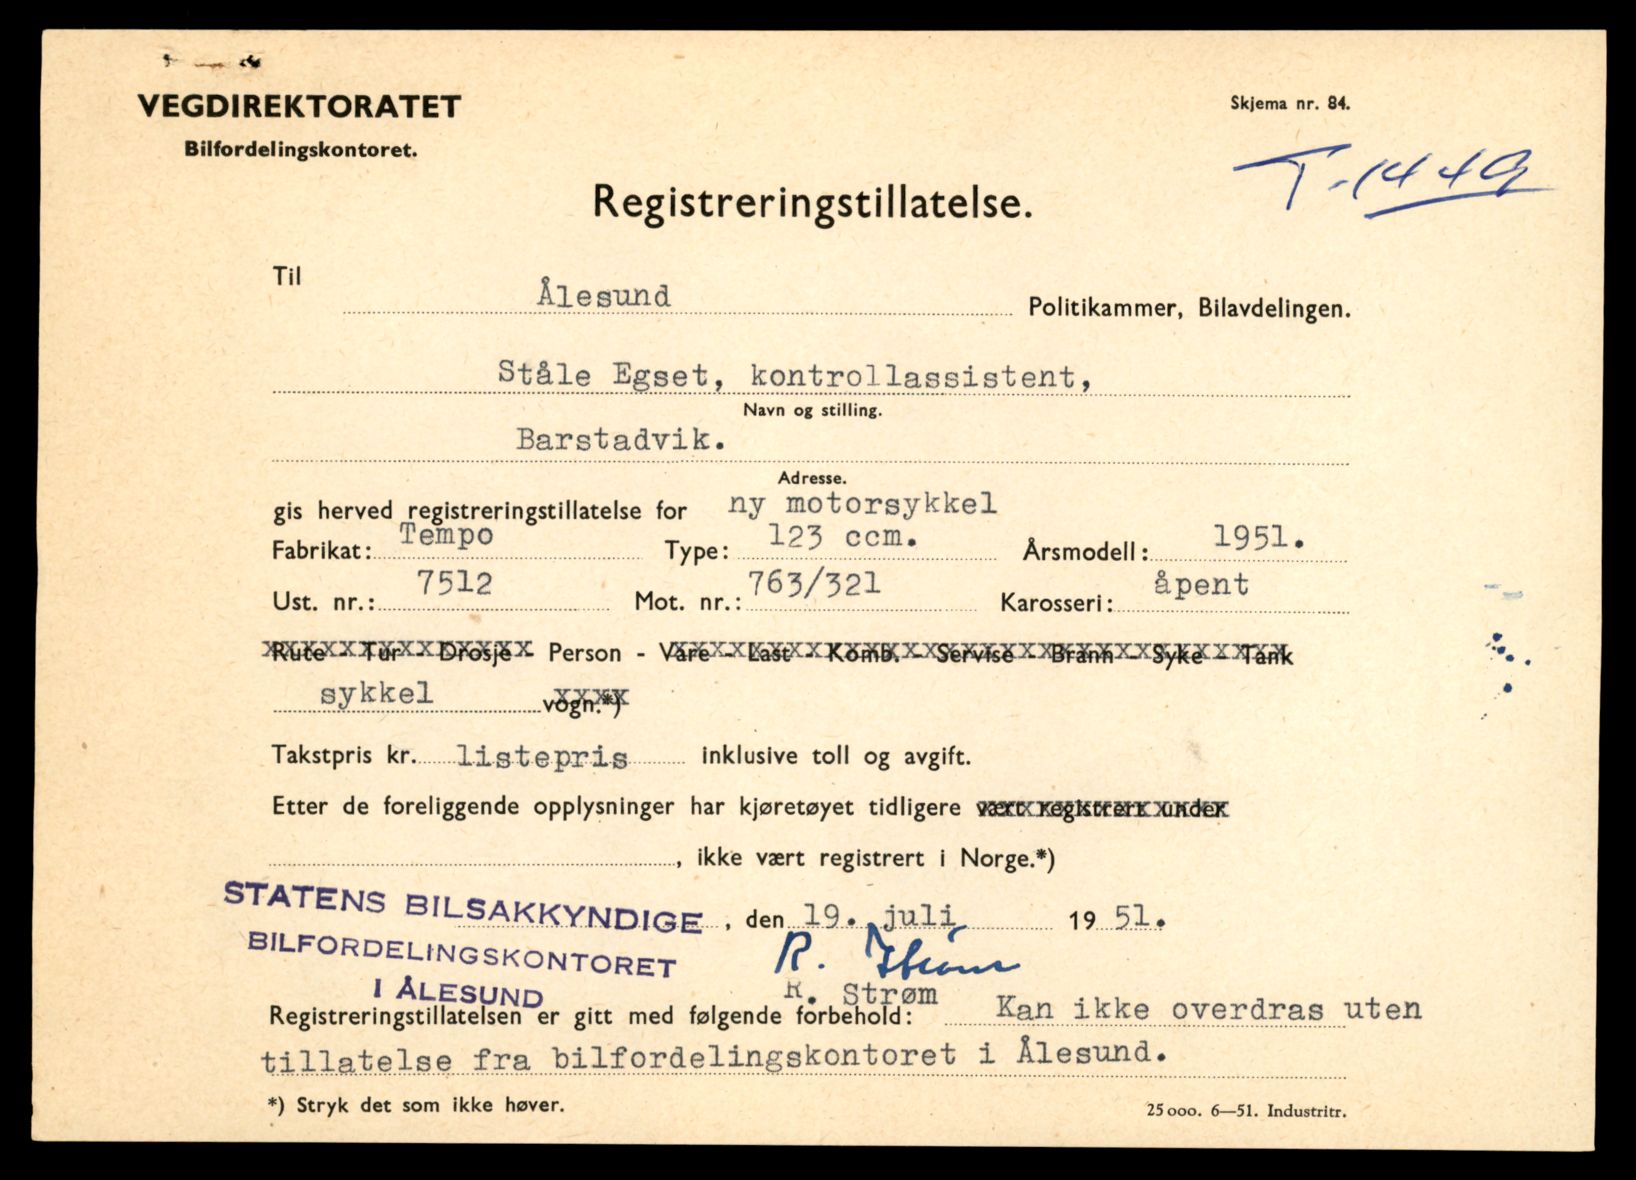 VEGDIREKTORATET
Bilfordelingskontoret.
Skjema nr. 84.
T-1449
Registreringstillatelse.
Til Ålesund Politikammer, Bilavdelingen.
Ståle Egset, kontrollassistent,
Navn og stilling.
Barstadvik.
Adresse.
gis herved registreringstillatelse for ny motorsykkel
Fabrikat: Tempo Type: 123 ccm. Årsmodell: 1951.
Ust. nr.: 7512 Mot. nr.: 763/321 Karosseri: åpent
Rute - Tur - Drosje - Person - Vare - Last - Komb. - Servise - Brann - Syke - Tank
sykkel vogn.*)
Takstpris kr. listepris inklusive toll og avgift.
Etter de foreliggende opplysninger har kjøretøyet tidligere vært registrert under
, ikke vært registrert i Norge.*)
STATENS BILSAKKYNDIGE , den 19. juli 19 51.
BILFORDELINGSKONTORET
I ÅLESUND
R. Strøm
R. Strøm
Registreringstillatelsen er gitt med følgende forbehold: Kan ikke overdras uten
tillatelse fra bilfordelingskontoret i Ålesund.
*) Stryk det som ikke høver.
25 000. 6—51. Industritr.